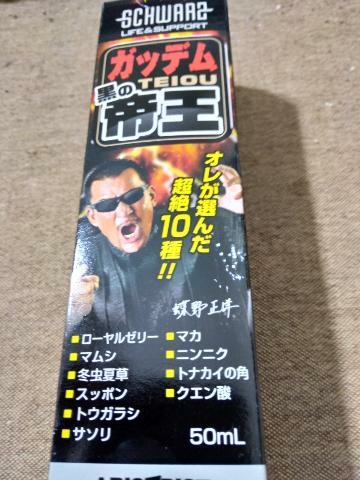 SCHWARZ
LIFE&SUPPORT
ガッデム
TEIOU
黒の
帝王
オレが選んだ
超絶10種!!
蝶野正洋
■ローヤルゼリー
■マムシ
■冬虫夏草
■スッポン
■トウガラシ
■サソリ
■マカ
■ニンニク
■トナカイの角
■クエン酸
50mL